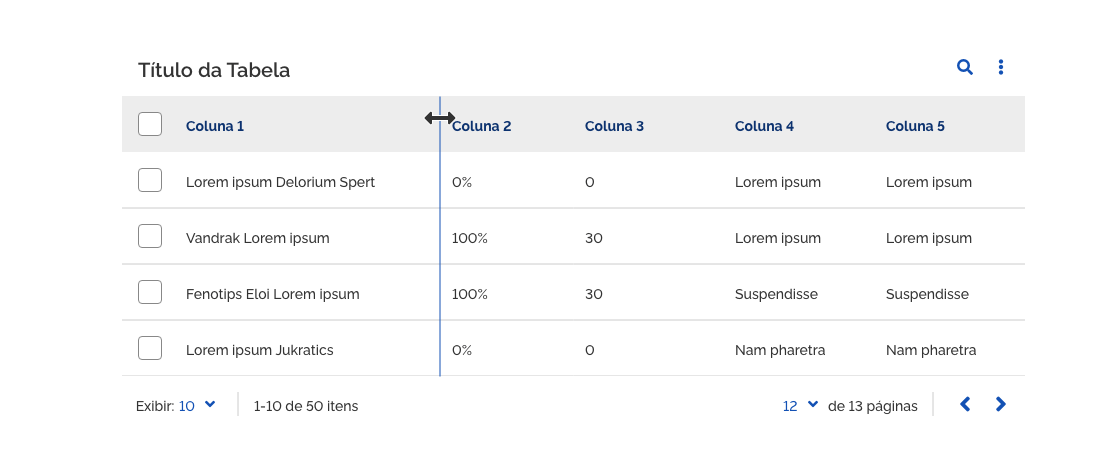 Título da Tabela
Coluna 1 Coluna 2 Coluna 3 Coluna 4 Coluna 5
Lorem ipsum Delorium Spert 0% 0 Lorem ipsum Lorem ipsum
Vandrak Lorem ipsum 100% 30 Lorem ipsum Lorem ipsum
Fenotips Eloi Lorem ipsum 100% 30 Suspendisse Suspendisse
Lorem ipsum Jukratics 0% 0 Nam pharetra Nam pharetra
Exibir: 10 1-10 de 50 itens 12 de 13 páginas